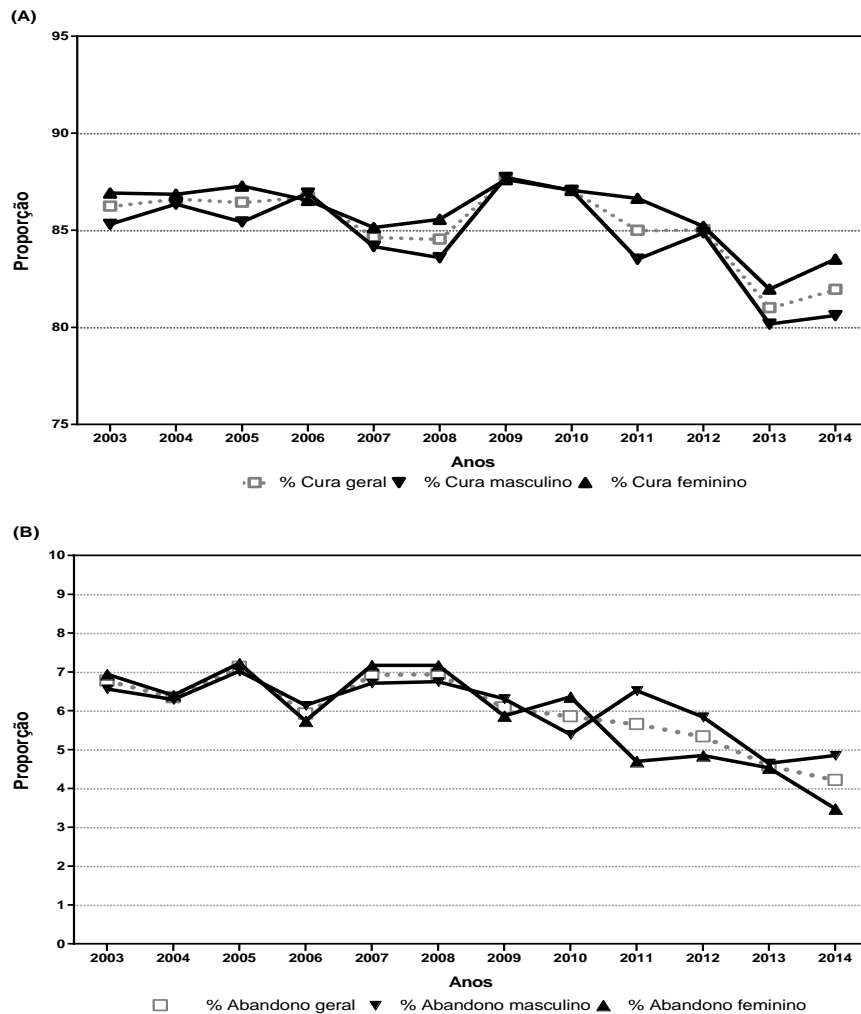 (A)
95
90
85
80
75
Proporção
2003 2004 2005 2006 2007 2008 2009 2010 2011 2012 2013 2014
Anos
% Cura geral % Cura masculino % Cura feminino
(B)
10
9
8
7
6
5
4
3
2
1
0
Proporção
2003 2004 2005 2006 2007 2008 2009 2010 2011 2012 2013 2014
Anos
% Abandono geral % Abandono masculino % Abandono feminino